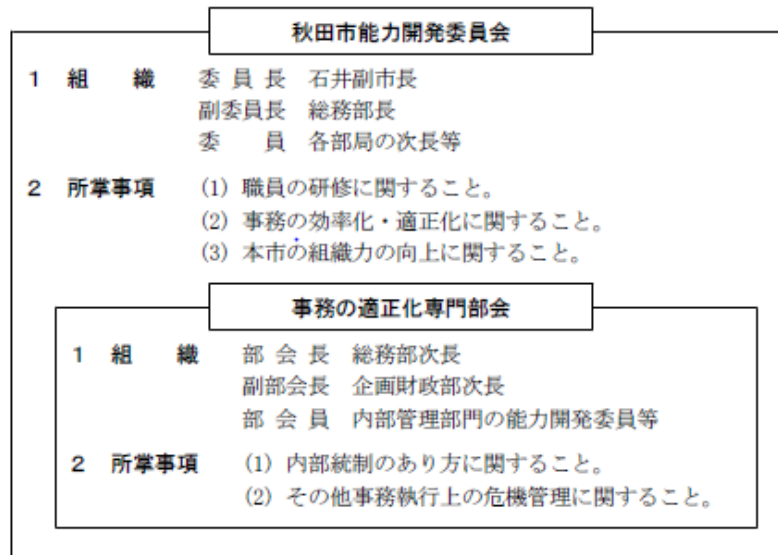 秋田市能力開発委員会
1 組　織 委員長 石井副市長
副委員長 総務部長
委　員 各部局の次長等
2 所掌事項 (1) 職員の研修に関すること。
(2) 事務の効率化・適正化に関すること。
(3) 本市の組織力の向上に関すること。
事務の適正化専門部会
1 組　織 部会長 総務部次長
副部会長 企画財政部次長
部会員 内部管理部門の能力開発委員等
2 所掌事項 (1) 内部統制のあり方に関すること。
(2) その他事務執行上の危機管理に関すること。